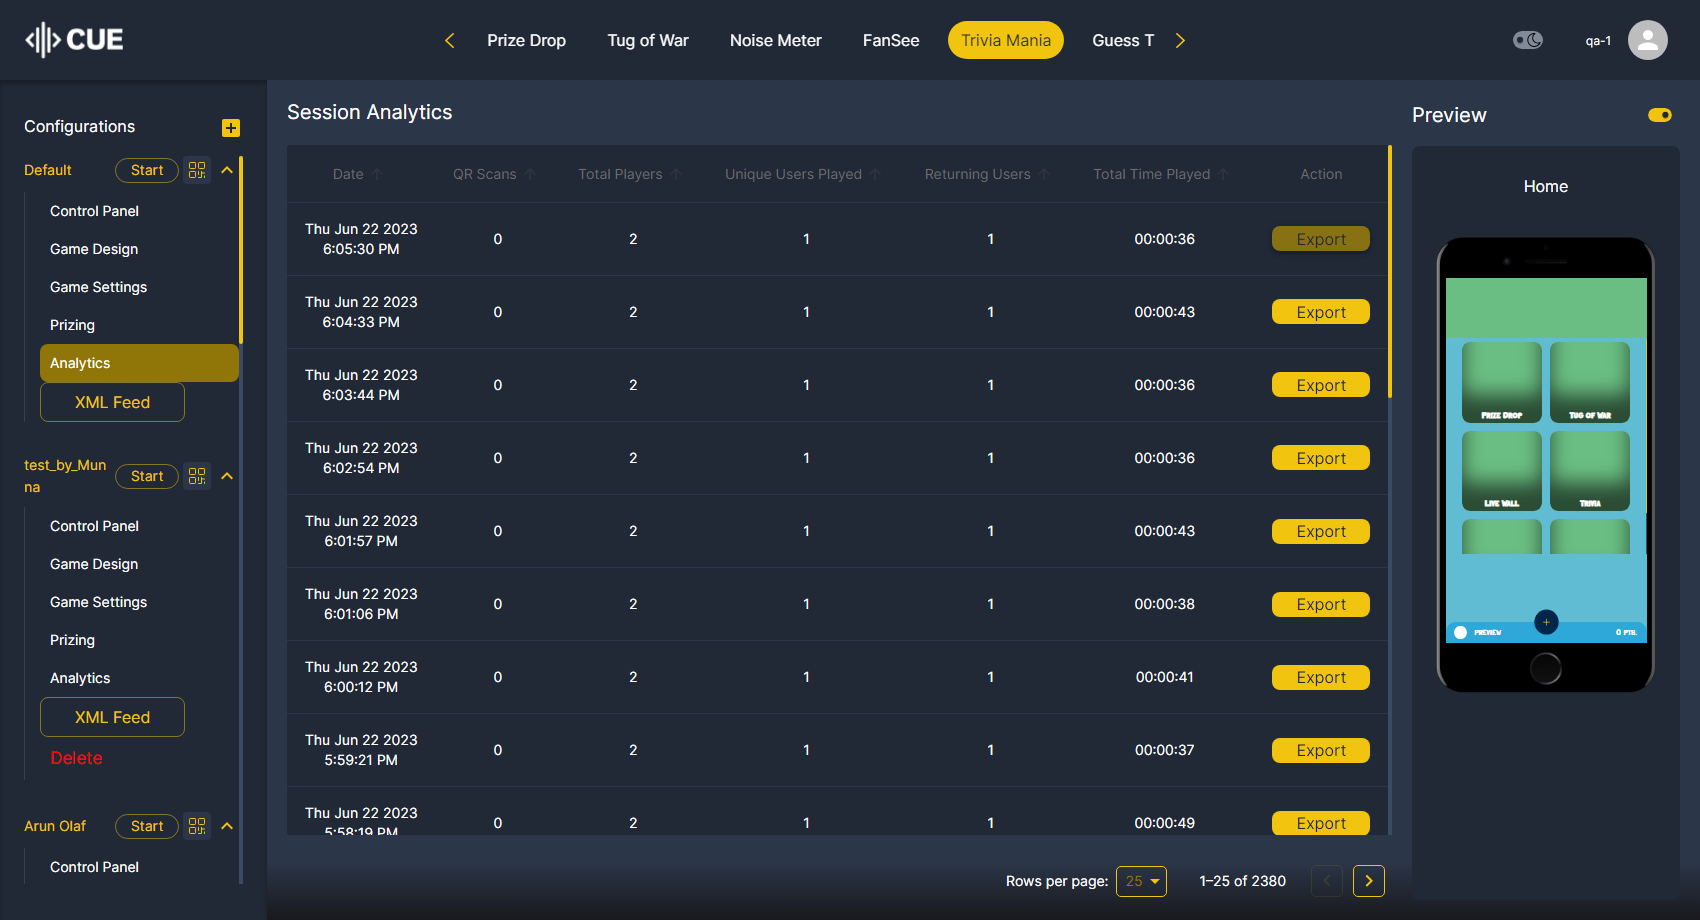 CUE
Prize Drop
Tug of War
Noise Meter
FanSee
Trivia Mania
Guess T
qa-1
Configurations
Default
Start
Control Panel
Game Design
Game Settings
Prizing
Analytics
XML Feed
test_by_Mun
na
Start
Control Panel
Game Design
Game Settings
Prizing
Analytics
XML Feed
Delete
Arun Olaf
Start
Control Panel
Session Analytics
Date QR Scans Total Players Unique Users Played Returning Users Total Time Played Action
Thu Jun 22 2023
6:05:30 PM
0 2 1 1 00:00:36 Export
Thu Jun 22 2023
6:04:33 PM
0 2 1 1 00:00:43 Export
Thu Jun 22 2023
6:03:44 PM
0 2 1 1 00:00:36 Export
Thu Jun 22 2023
6:02:54 PM
0 2 1 1 00:00:36 Export
Thu Jun 22 2023
6:01:57 PM
0 2 1 1 00:00:43 Export
Thu Jun 22 2023
6:01:06 PM
0 2 1 1 00:00:38 Export
Thu Jun 22 2023
6:00:12 PM
0 2 1 1 00:00:41 Export
Thu Jun 22 2023
5:59:21 PM
0 2 1 1 00:00:37 Export
Thu Jun 22 2023
5:58:19 PM
0 2 1 1 00:00:49 Export
Rows per page: 25 1–25 of 2380
Preview
Home
Prize Drop
Tug of War
Live Wall
Trivia
Preview
0 pts.